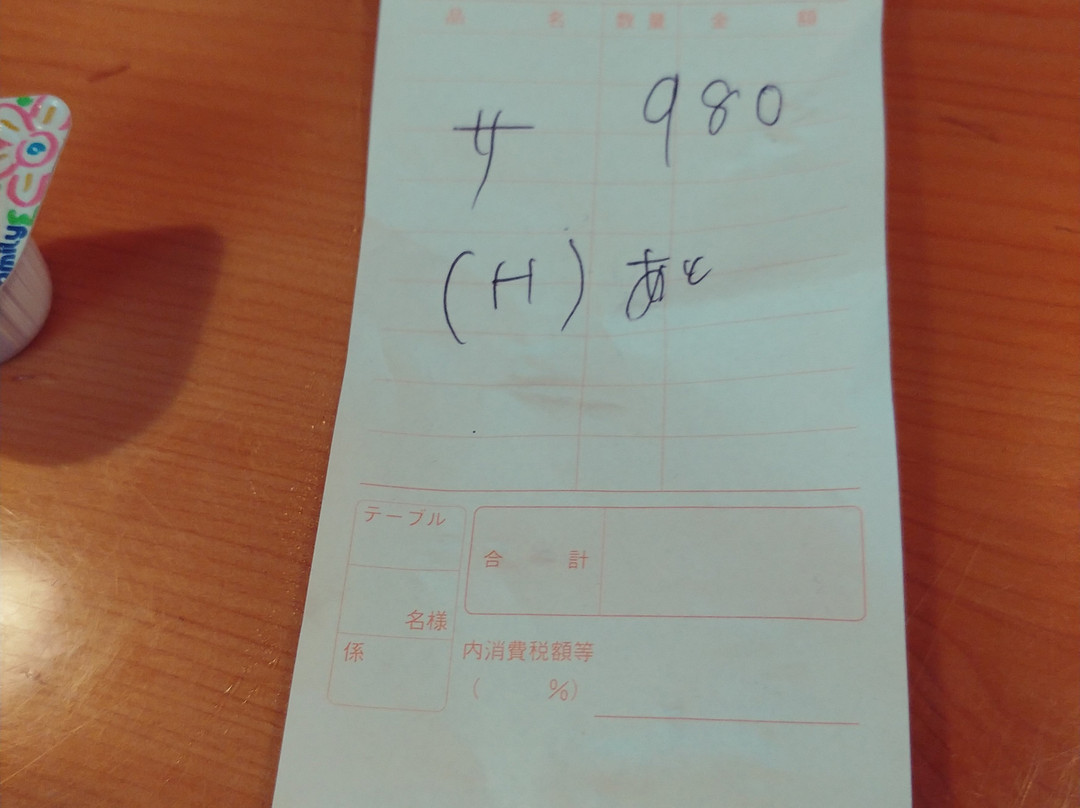 品名 数量 金額
サ 980
(H) あと
テーブル
合計
名様
係
内消費税額等
( %)
mily